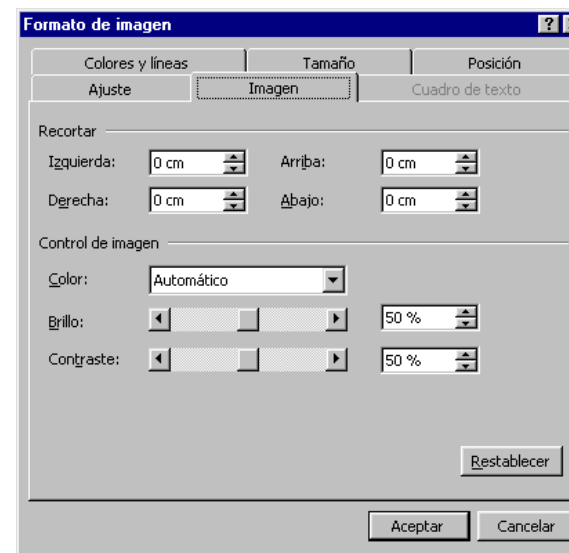 Formato de imagen ?
Colores y líneas Tamaño Posición
Ajuste Imagen Cuadro de texto
Recortar
Izquierda: 0 cm Arriba: 0 cm
Derecha: 0 cm Abajo: 0 cm
Control de imagen
Color: Automático
Brillo: 50 %
Contraste: 50 %
Restablecer
Aceptar Cancelar